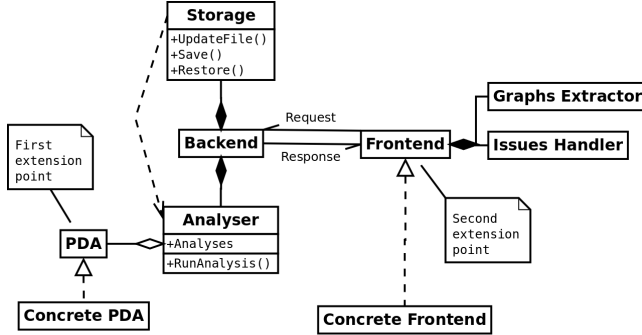 Storage
+UpdateFile()
+Save()
+Restore()
Graphs Extractor
Request
First
extension
point
Backend
Frontend
Issues Handler
Response
Analyser
+Analyses
+RunAnalysis()
Second
extension
point
PDA
Concrete PDA
Concrete Frontend